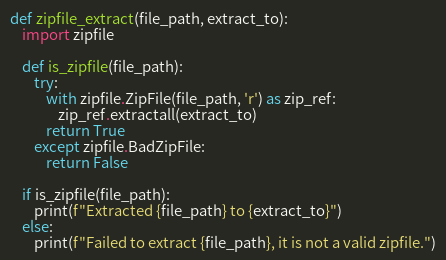 def zipfile_extract(file_path, extract_to):
    import zipfile

    def is_zipfile(file_path):
        try:
            with zipfile.ZipFile(file_path, 'r') as zip_ref:
                zip_ref.extractall(extract_to)
            return True
        except zipfile.BadZipFile:
            return False

    if is_zipfile(file_path):
        print(f"Extracted {file_path} to {extract_to}")
    else:
        print(f"Failed to extract {file_path}, it is not a valid zipfile.")